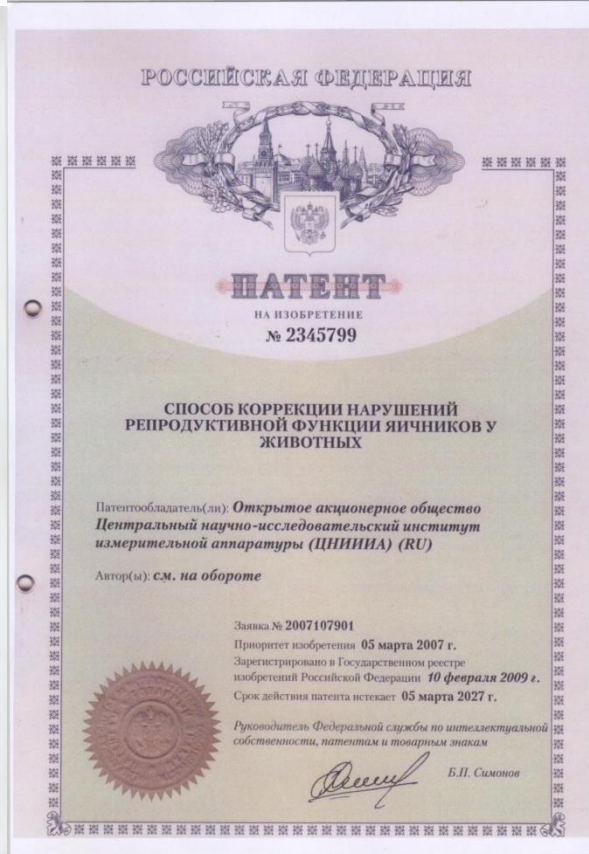 РОССИЙСКАЯ ФЕДЕРАЦИЯ
ПАТЕНТ
НА ИЗОБРЕТЕНИЕ
№ 2345799
СПОСОБ КОРРЕКЦИИ НАРУШЕНИЙ
РЕПРОДУКТИВНОЙ ФУНКЦИИ ЯИЧНИКОВ У
ЖИВОТНЫХ
Патентообладатель(ли): Открытое акционерное общество
Центральный научно-исследовательский институт
измерительной аппаратуры (ЦНИИИА) (RU)
Автор(ы): см. на обороте
Заявка № 2007107901
Приоритет изобретения 05 марта 2007 г.
Зарегистрировано в Государственном реестре
изобретений Российской Федерации 10 февраля 2009 г.
Срок действия патента истекает 05 марта 2027 г.
Руководитель Федеральной службы по интеллектуальной
собственности, патентам и товарным знакам
Б.П. Симонов